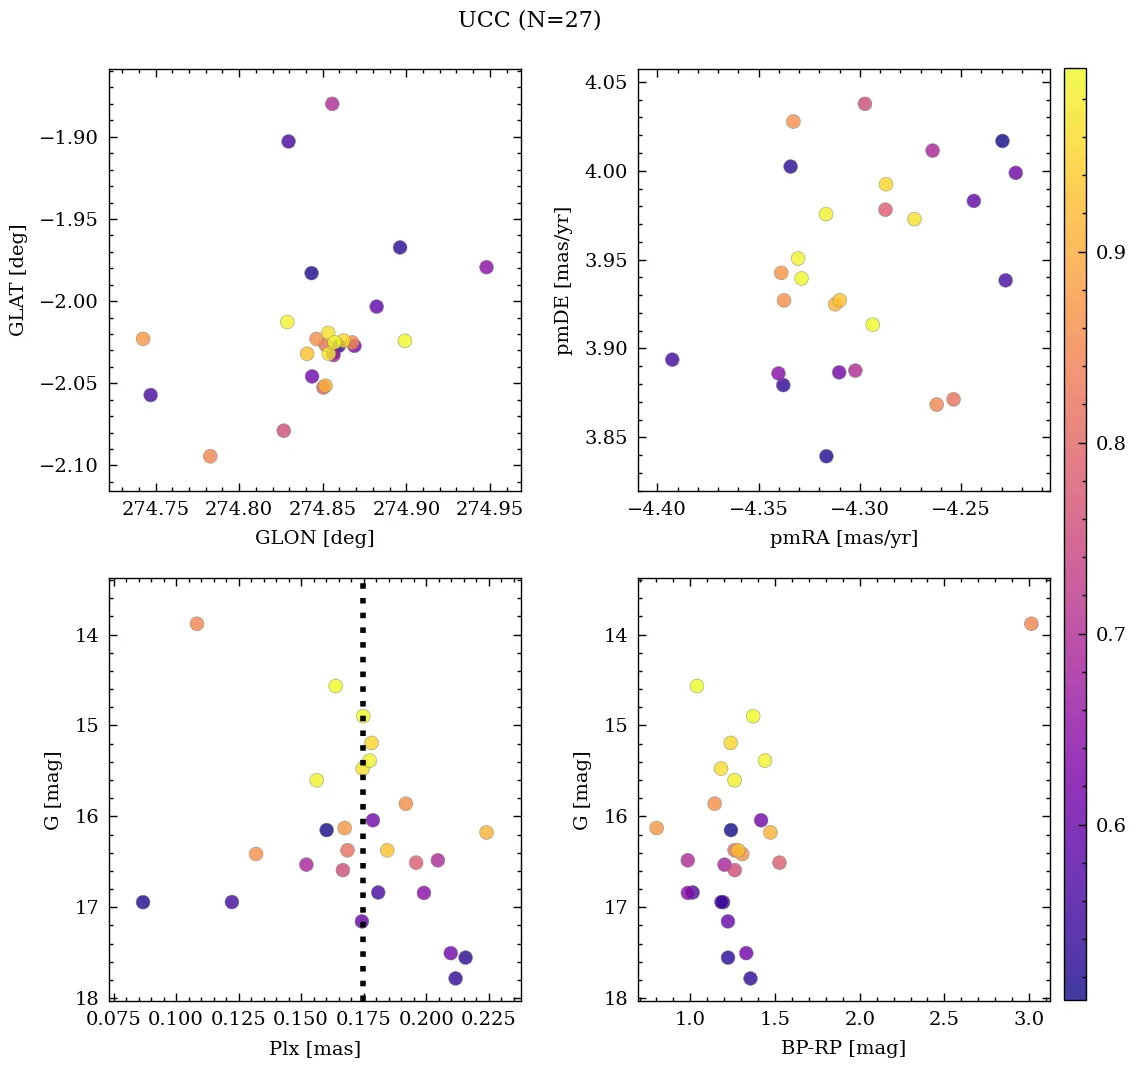 UCC (N=27)
−1.90
−1.95
−2.00
−2.05
−2.10
GLAT [deg]
274.75 274.80 274.85 274.90 274.95
GLON [deg]
4.05
4.00
3.95
3.90
3.85
pmDE [mas/yr]
−4.40 −4.35 −4.30 −4.25
pmRA [mas/yr]
0.9
0.8
0.7
0.6
14
15
16
17
18
G [mag]
0.075 0.100 0.125 0.150 0.175 0.200 0.225
Plx [mas]
14
15
16
17
18
G [mag]
1.0 1.5 2.0 2.5 3.0
BP-RP [mag]